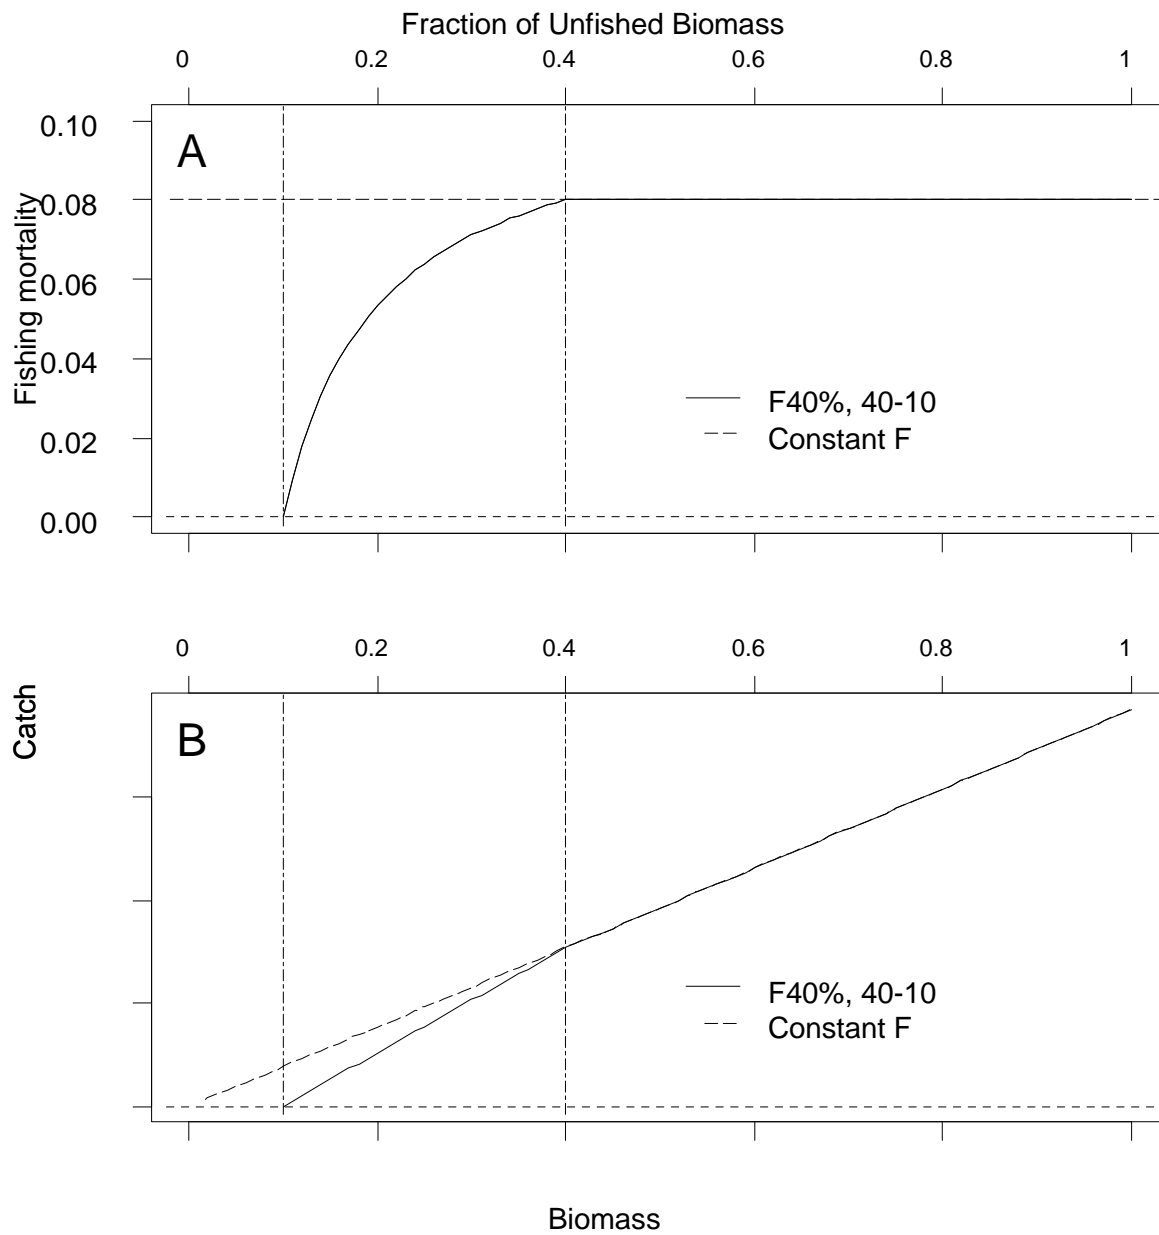 Fraction of Unfished Biomass
0 0.2 0.4 0.6 0.8 1
A
Fishing mortality
0.10
0.08
0.06
0.04
0.02
0.00
F40%, 40-10
Constant F
0 0.2 0.4 0.6 0.8 1
B
Catch
F40%, 40-10
Constant F
Biomass